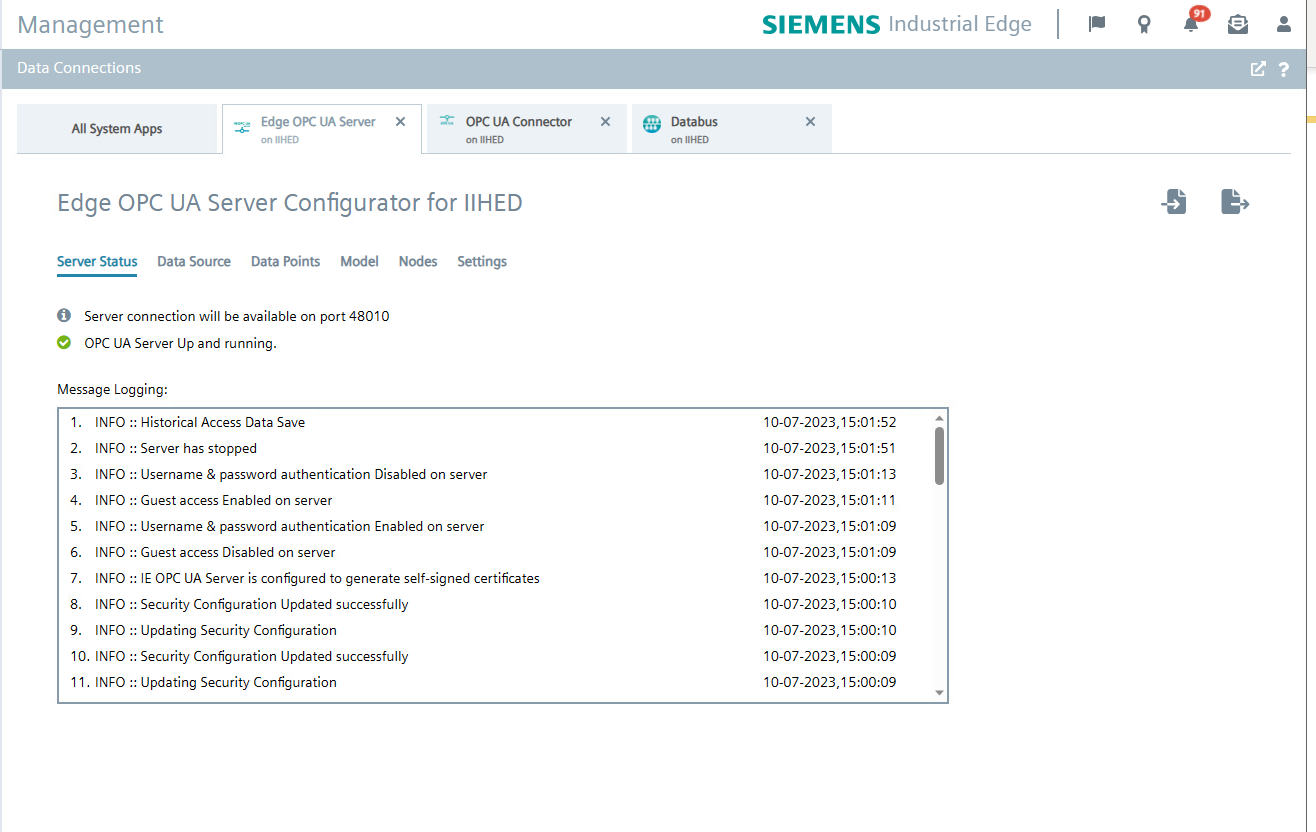 Management
SIEMENS Industrial Edge
91
Data Connections
?
All System Apps
Edge OPC UA Server
on IIHED
OPC UA Connector
on IIHED
Databus
on IIHED
Edge OPC UA Server Configurator for IIHED
Server Status Data Source Data Points Model Nodes Settings
Server connection will be available on port 48010
OPC UA Server Up and running.
Message Logging:
1. INFO :: Historical Access Data Save 10-07-2023,15:01:52
2. INFO :: Server has stopped 10-07-2023,15:01:51
3. INFO :: Username & password authentication Disabled on server 10-07-2023,15:01:13
4. INFO :: Guest access Enabled on server 10-07-2023,15:01:11
5. INFO :: Username & password authentication Enabled on server 10-07-2023,15:01:09
6. INFO :: Guest access Disabled on server 10-07-2023,15:01:09
7. INFO :: IE OPC UA Server is configured to generate self-signed certificates 10-07-2023,15:00:13
8. INFO :: Security Configuration Updated successfully 10-07-2023,15:00:10
9. INFO :: Updating Security Configuration 10-07-2023,15:00:10
10. INFO :: Security Configuration Updated successfully 10-07-2023,15:00:09
11. INFO :: Updating Security Configuration 10-07-2023,15:00:09